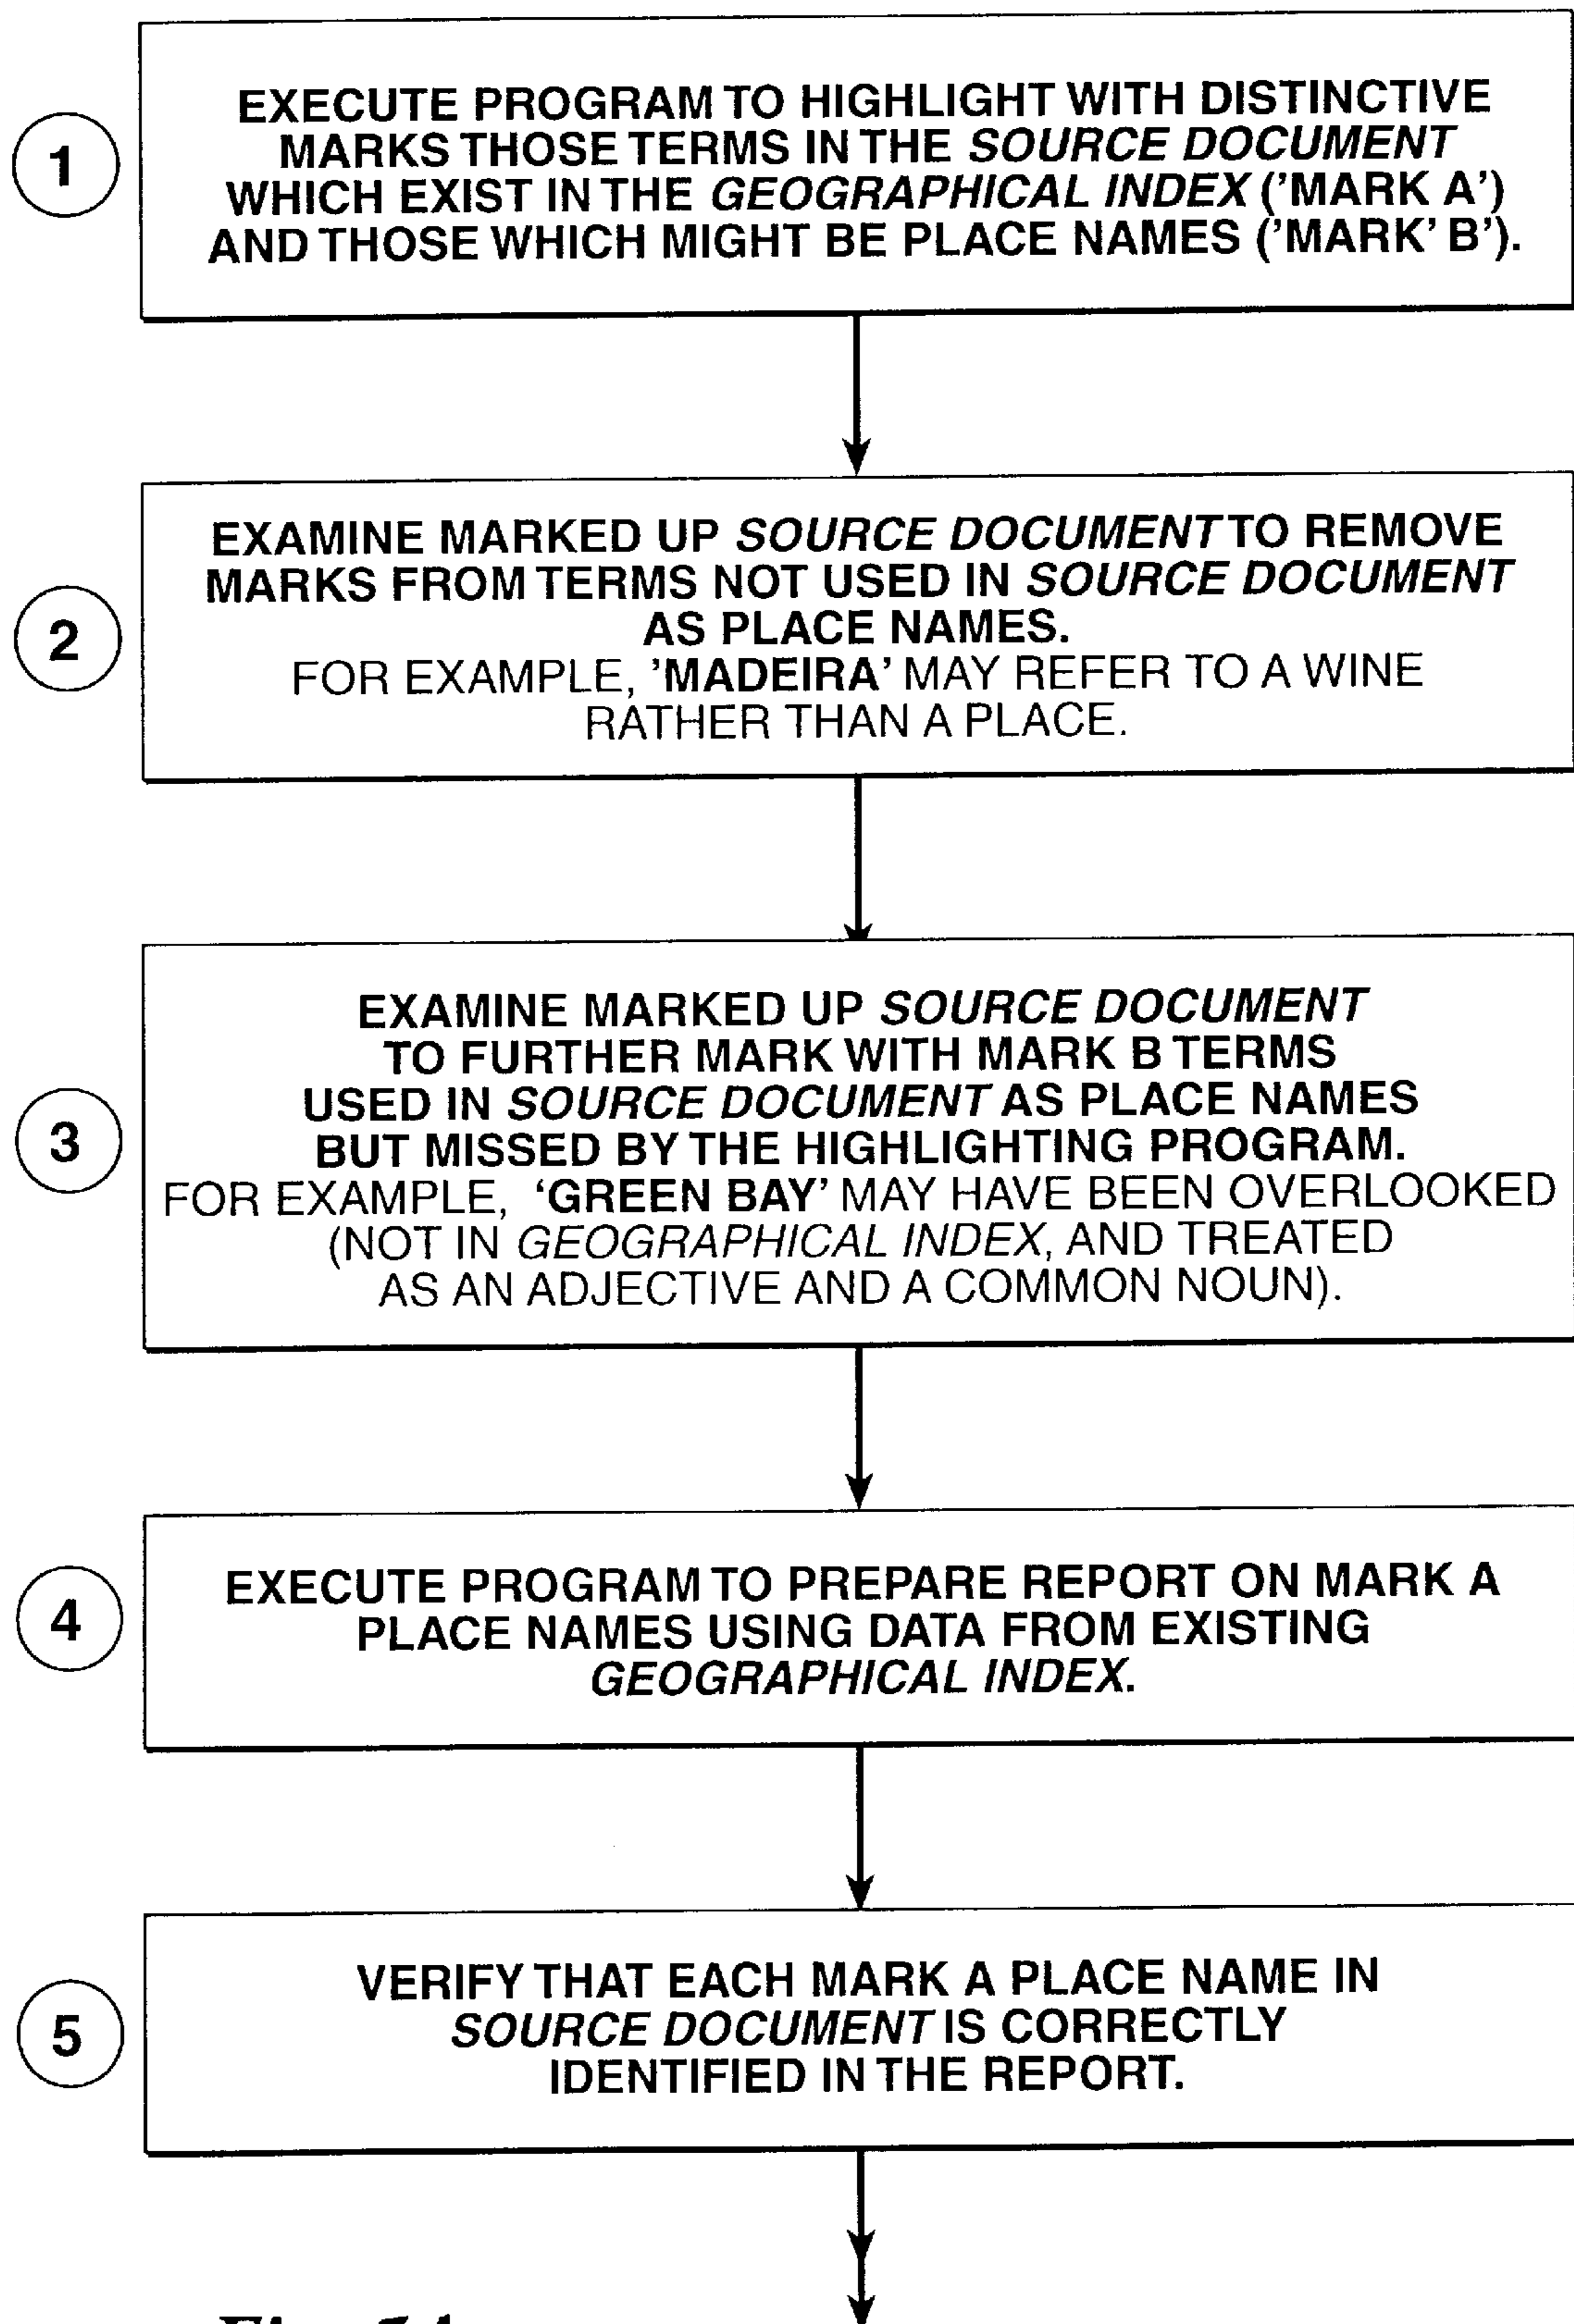 1
EXECUTE PROGRAM TO HIGHLIGHT WITH DISTINCTIVE
MARKS THOSE TERMS IN THE SOURCE DOCUMENT
WHICH EXIST IN THE GEOGRAPHICAL INDEX ('MARK A')
AND THOSE WHICH MIGHT BE PLACE NAMES ('MARK' B').
2
EXAMINE MARKED UP SOURCE DOCUMENT TO REMOVE
MARKS FROM TERMS NOT USED IN SOURCE DOCUMENT
AS PLACE NAMES.
FOR EXAMPLE, 'MADEIRA' MAY REFER TO A WINE
RATHER THAN A PLACE.
3
EXAMINE MARKED UP SOURCE DOCUMENT
TO FURTHER MARK WITH MARK B TERMS
USED IN SOURCE DOCUMENT AS PLACE NAMES
BUT MISSED BY THE HIGHLIGHTING PROGRAM.
FOR EXAMPLE, 'GREEN BAY' MAY HAVE BEEN OVERLOOKED
(NOT IN GEOGRAPHICAL INDEX, AND TREATED
AS AN ADJECTIVE AND A COMMON NOUN).
4
EXECUTE PROGRAM TO PREPARE REPORT ON MARK A
PLACE NAMES USING DATA FROM EXISTING
GEOGRAPHICAL INDEX.
5
VERIFY THAT EACH MARK A PLACE NAME IN
SOURCE DOCUMENT IS CORRECTLY
IDENTIFIED IN THE REPORT.